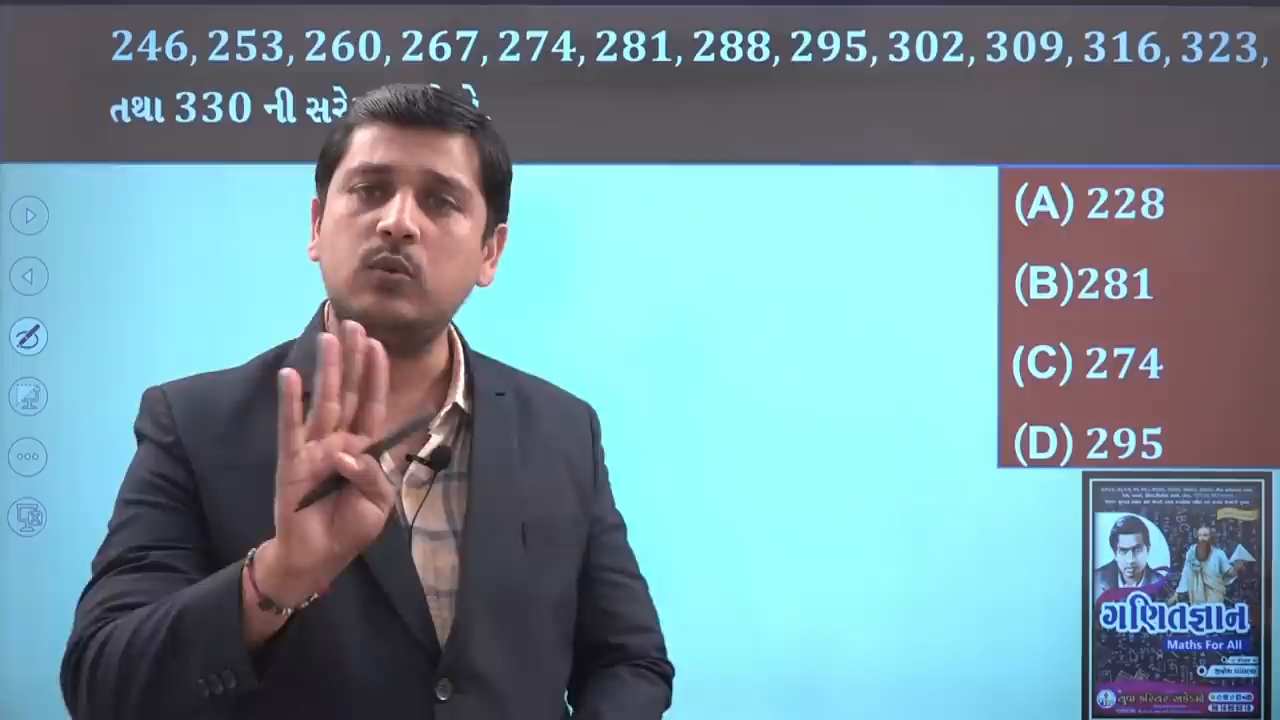 246, 253, 260, 267, 274, 281, 288, 295, 302, 309, 316, 323,
તથા 330 ની
(A) 228
(B)281
(C) 274
(D) 295
ગણિતજ્ઞાન
Maths For All